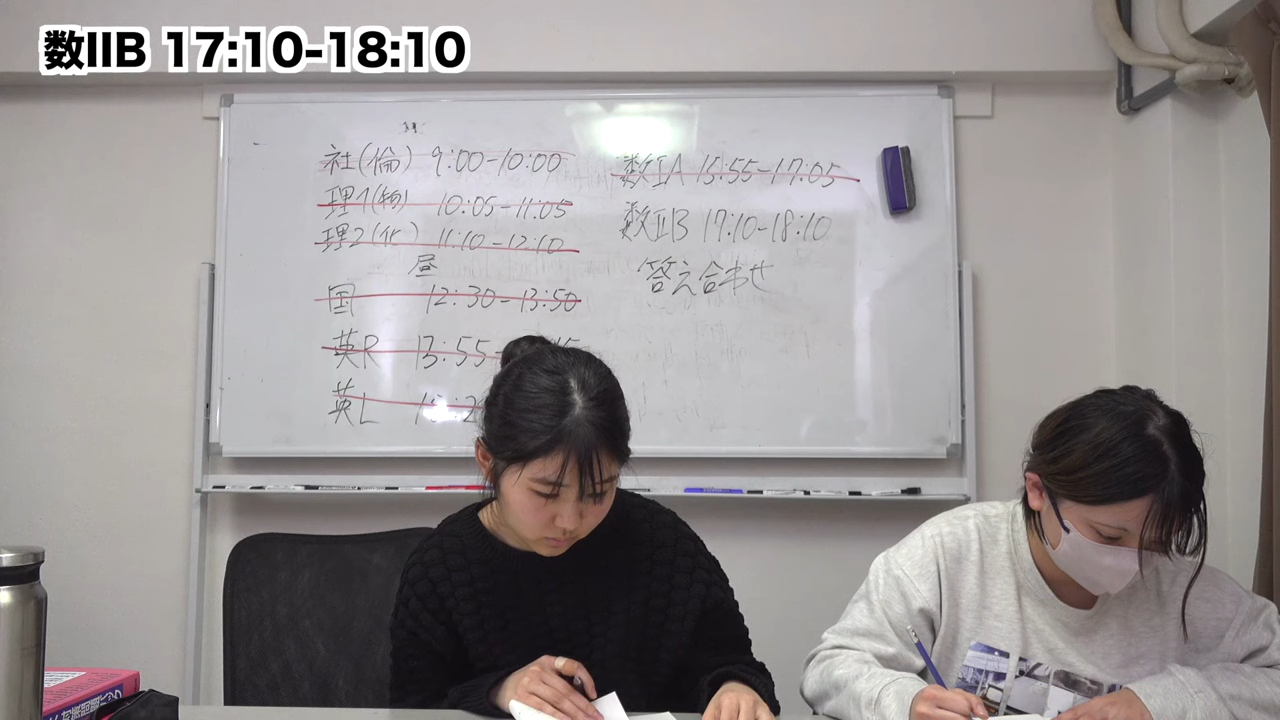 数IIB 17:10-18:10
社(倫) 9:00-10:00
理1(物) 10:05-11:05
理2(化) 11:10-12:10
昼
国 12:30-13:50
英R 13:55-
英L
数ⅠA 15:55-17:05
数ⅡB 17:10-18:10
答え合わせ